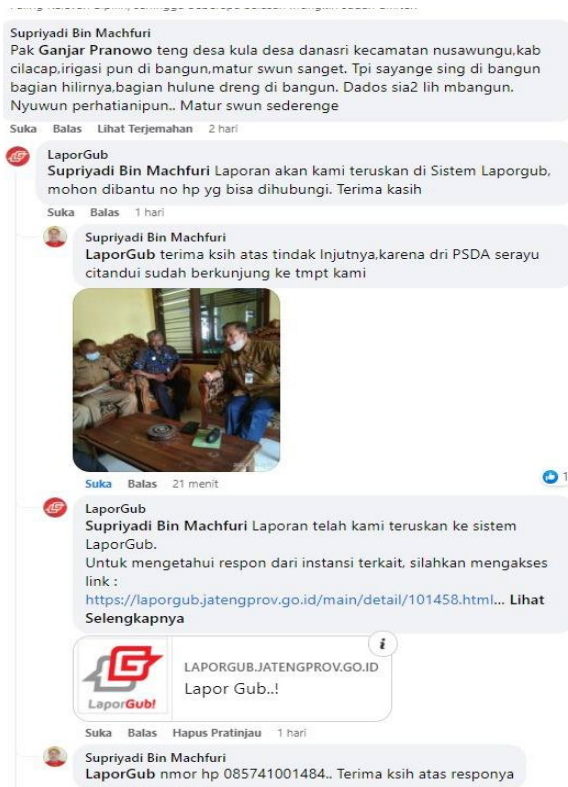 Supriyadi Bin Machfuri
Pak Ganjar Pranowo teng desa kula desa danasri kecamatan nusawungu,kab
cilacap,irigasi pun di bangun,matur swun sanget. Tpi sayange sing di bangun
bagian hilirnya,bagian hulune dreng di bangun. Dados sia2 lih mbangun.
Nyuwun perhatianipun.. Matur swun sederenge
Suka Balas Lihat Terjemahan 2 hari
LaporGub
Supriyadi Bin Machfuri Laporan akan kami teruskan di Sistem Laporgub,
mohon dibantu no hp yg bisa dihubungi. Terima kasih
Suka Balas 1 hari
Supriyadi Bin Machfuri
LaporGub terima ksih atas tindak lnjutnya,karena dri PSDA serayu
citandui sudah berkunjung ke tmpt kami
Suka Balas 21 menit
1
LaporGub
Supriyadi Bin Machfuri Laporan telah kami teruskan ke sistem
LaporGub.
Untuk mengetahui respon dari instansi terkait, silahkan mengakses
link :
https://laporgub.jatengprov.go.id/main/detail/101458.html... Lihat
Selengkapnya
LaporGub!
LAPORGUB.JATENGPROV.GO.ID
Lapor Gub..!
Suka Balas Hapus Pratinjau 1 hari
Supriyadi Bin Machfuri
LaporGub nmor hp 085741001484.. Terima ksih atas responya